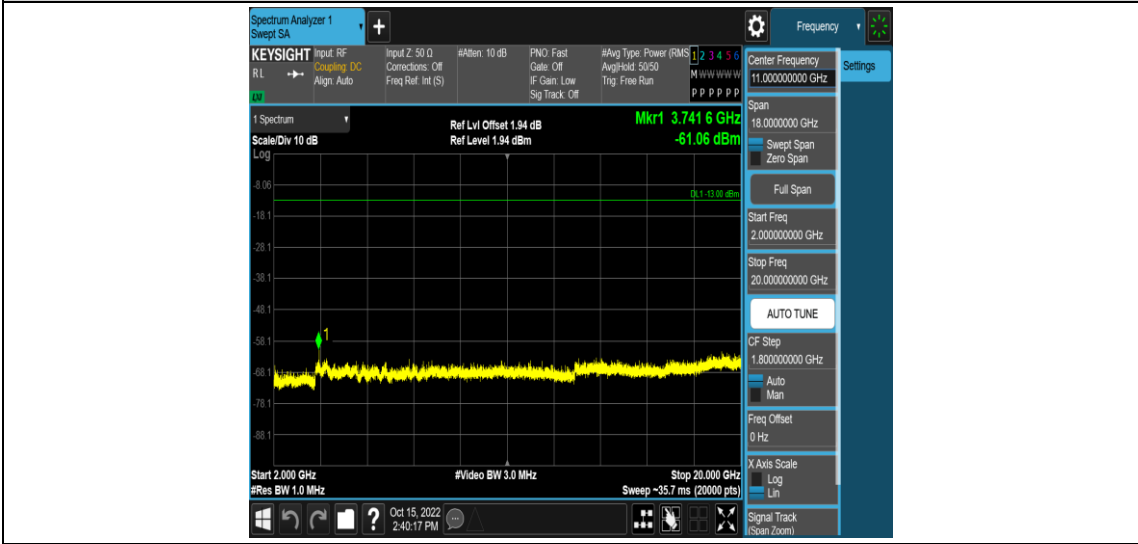 Spectrum Analyzer 1
Swept SA
+
Frequency
KEYSIGHT
RL
Input: RF
Coupling: DC
Align: Auto
Input Z: 50 Ω
Corrections: Off
Freq Ref: Int (S)
#Atten: 10 dB
PNO: Fast
Gate: Off
IF Gain: Low
Sig Track: Off
#Avg Type: Power (RMS
Avg|Hold: 50/50
Trig: Free Run
1 2 3 4 5 6
M W W W W W
P P P P P P
1 Spectrum
Scale/Div 10 dB
Log
Ref Lvl Offset 1.94 dB
Ref Level 1.94 dBm
Mkr1 3.741 6 GHz
-61.06 dBm
DL1 -13.00 dBm
-8.06
-18.1
-28.1
-38.1
-48.1
-58.1
-68.1
-78.1
-88.1
1
Start 2.000 GHz
#Res BW 1.0 MHz
#Video BW 3.0 MHz
Stop 20.000 GHz
Sweep ~35.7 ms (20000 pts)
?
Oct 15, 2022
2:40:17 PM
Center Frequency
11.000000000 GHz
Settings
Span
18.0000000 GHz
Swept Span
Zero Span
Full Span
Start Freq
2.000000000 GHz
Stop Freq
20.000000000 GHz
AUTO TUNE
CF Step
1.800000000 GHz
Auto
Man
Freq Offset
0 Hz
X Axis Scale
Log
Lin
Signal Track
(Span Zoom)